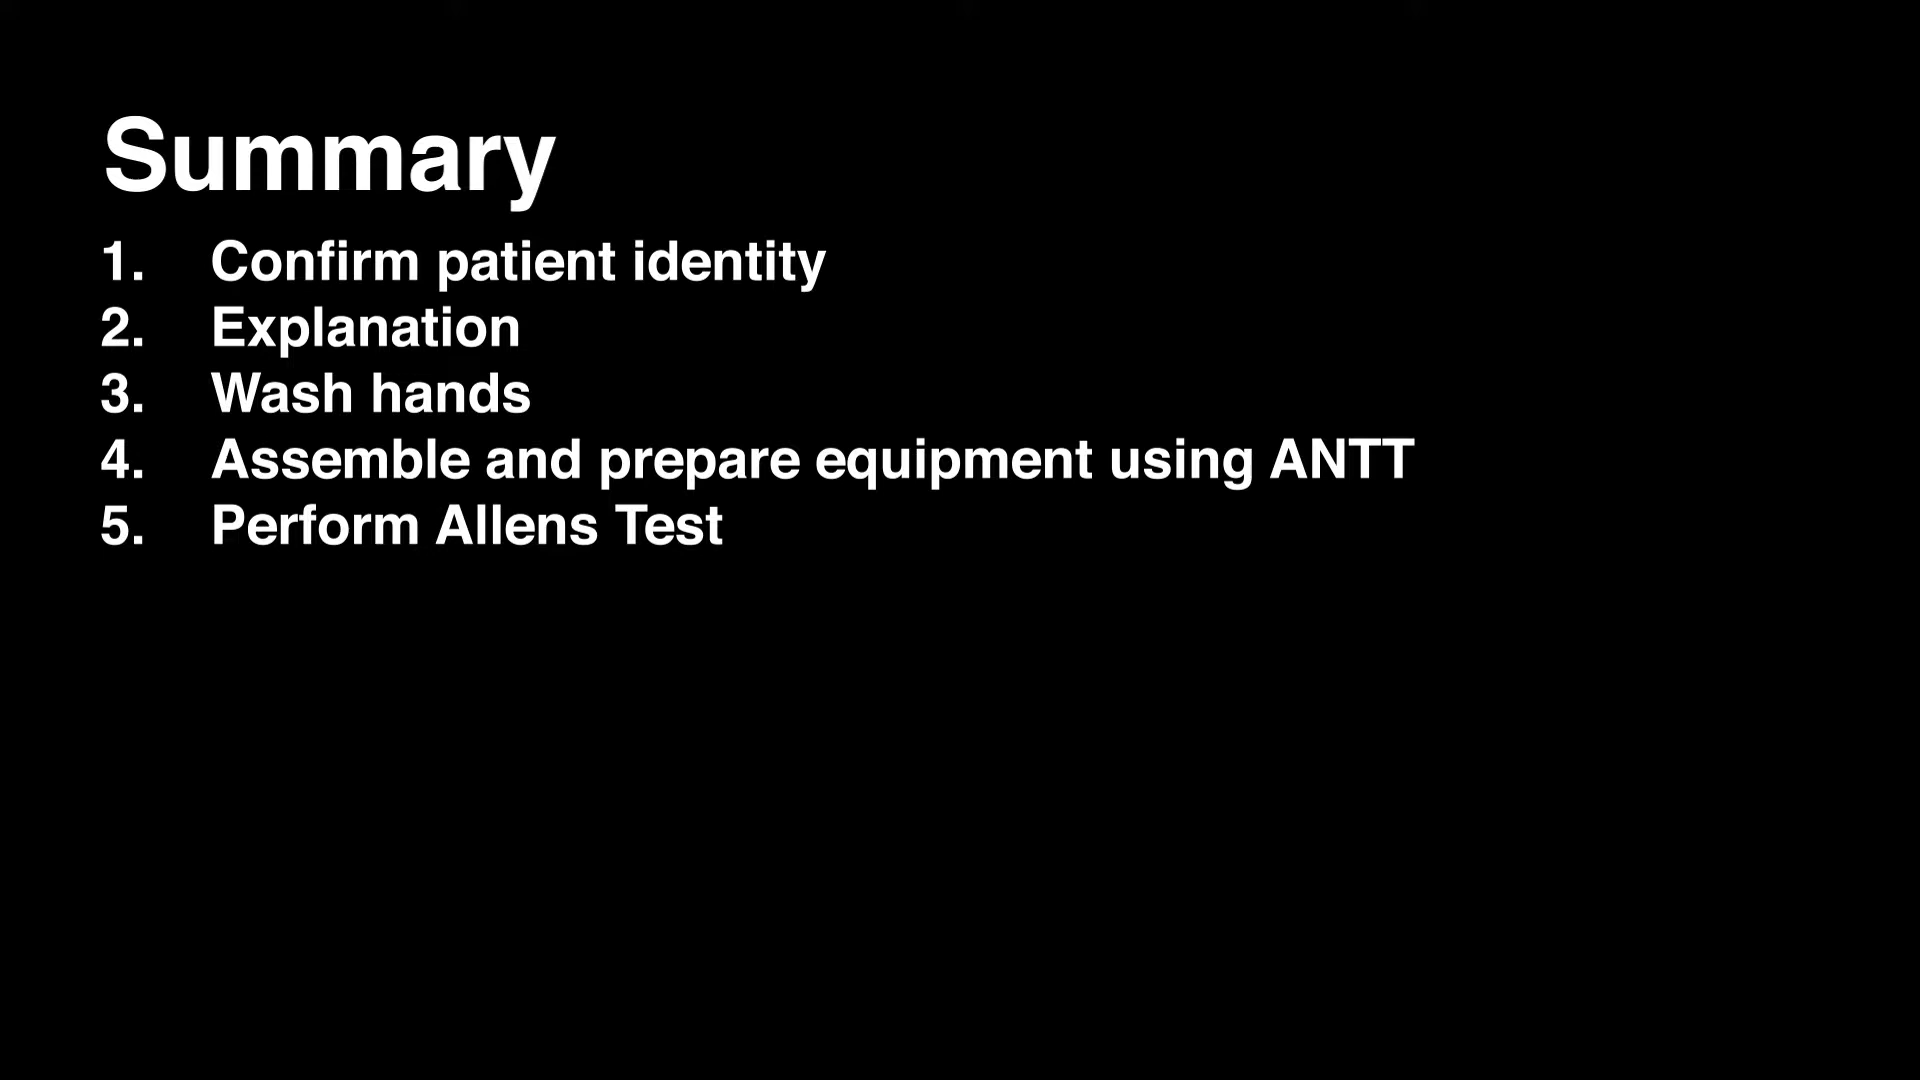 Summary
1. Confirm patient identity
2. Explanation
3. Wash hands
4. Assemble and prepare equipment using ANTT
5. Perform Allens Test